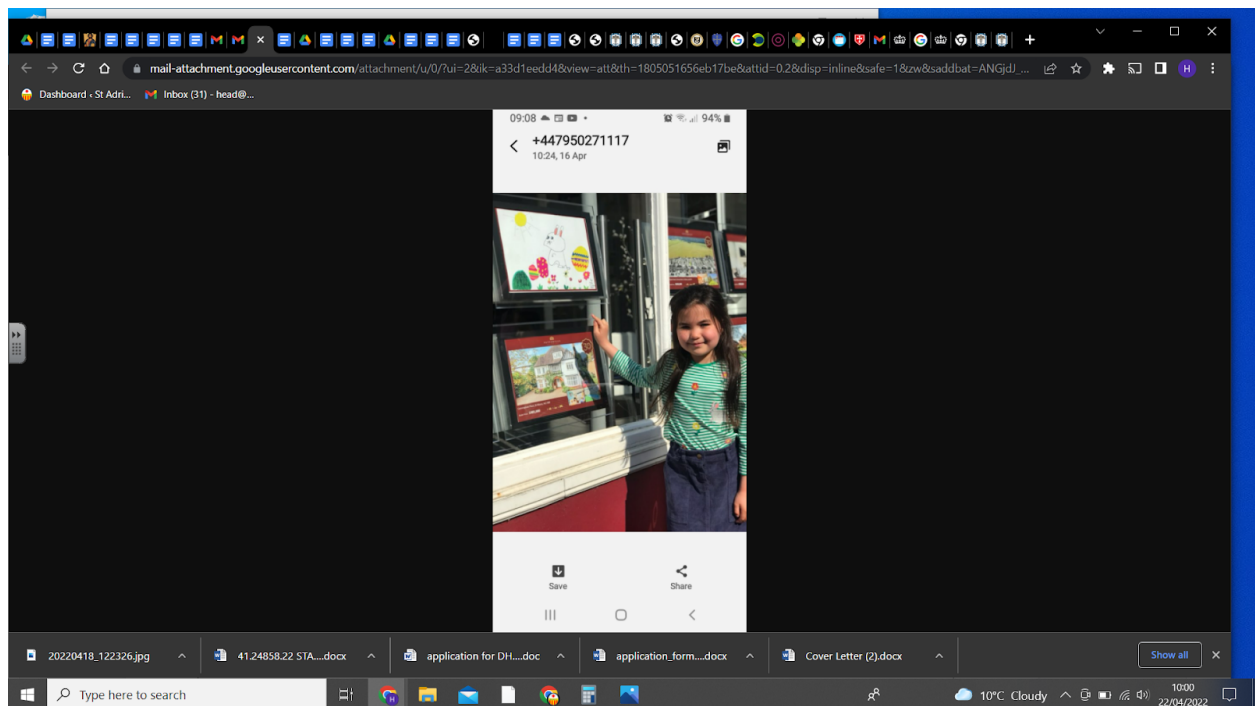 mail-attachment.googleusercontent.com/attachment/u/0/?ui=2&ik=a33d1eedd4&view=att&th=1805051656eb17be&attid=0.2&disp=inline&safe=1&zw&saddbat=ANGjdJ_...
H
Dashboard ‹ St Adri...
Inbox (31) - head@...
09:08
94%
+447950271117
10:24, 16 Apr
Save
Share
20220418_122326.jpg
41.24858.22 STA....docx
application for DH....doc
application_form....docx
Cover Letter (2).docx
Show all
Type here to search
10°C Cloudy
10:00
22/04/2022